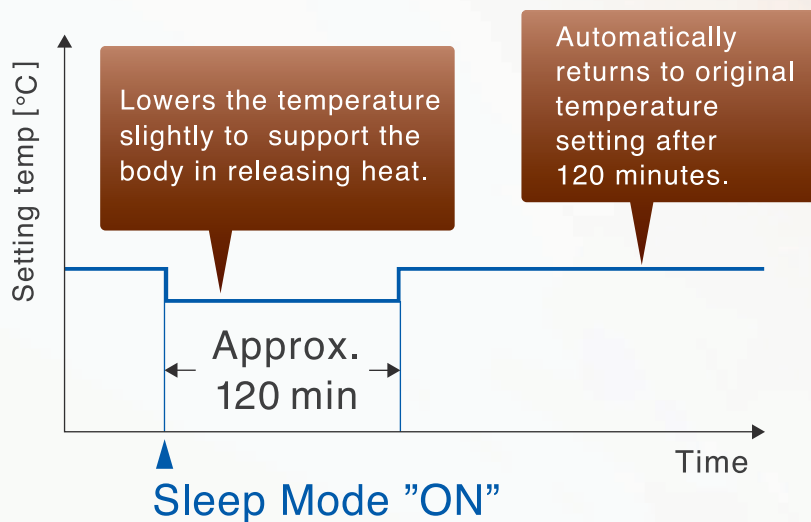 Setting temp [°C]
Lowers the temperature
slightly to support the
body in releasing heat.
Automatically
returns to original
temperature
setting after
120 minutes.
Approx.
120 min
Time
Sleep Mode ”ON”